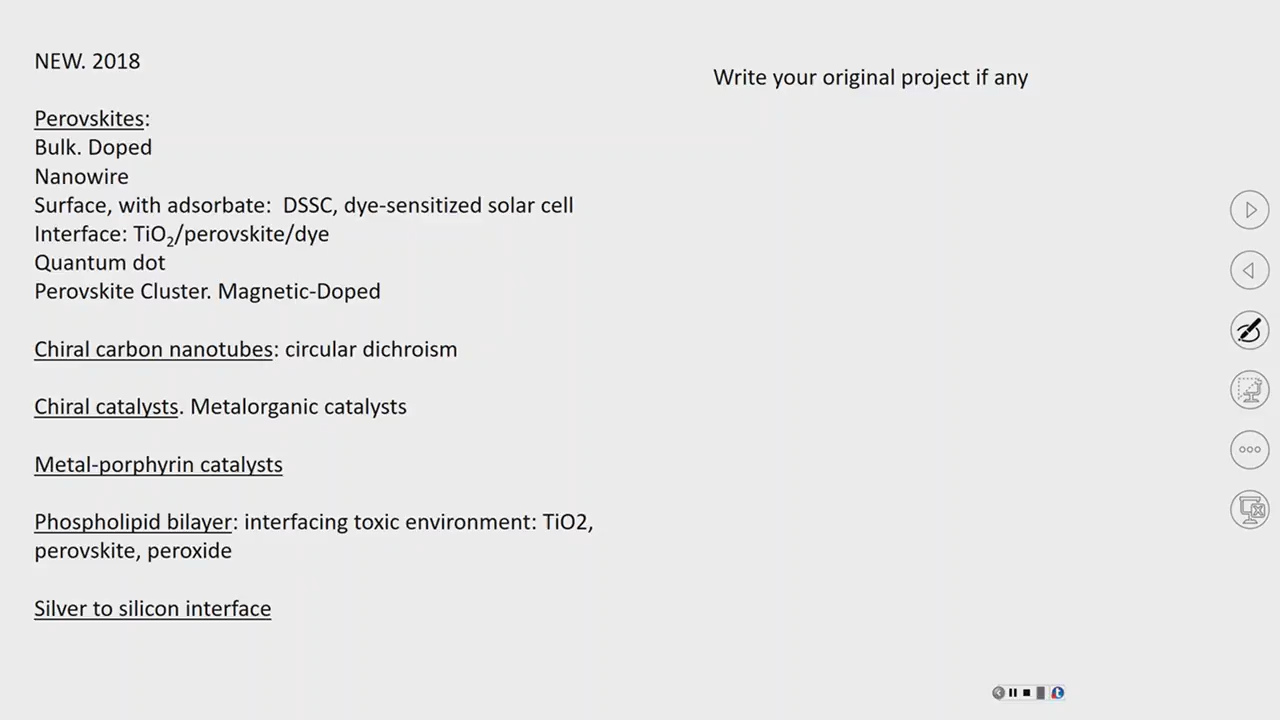 NEW. 2018
Write your original project if any
Perovskites:
Bulk. Doped
Nanowire
Surface, with adsorbate:  DSSC, dye-sensitized solar cell
Interface: TiO₂/perovskite/dye
Quantum dot
Perovskite Cluster. Magnetic-Doped
Chiral carbon nanotubes: circular dichroism
Chiral catalysts. Metalorganic catalysts
Metal-porphyrin catalysts
Phospholipid bilayer: interfacing toxic environment: TiO2,
perovskite, peroxide
Silver to silicon interface